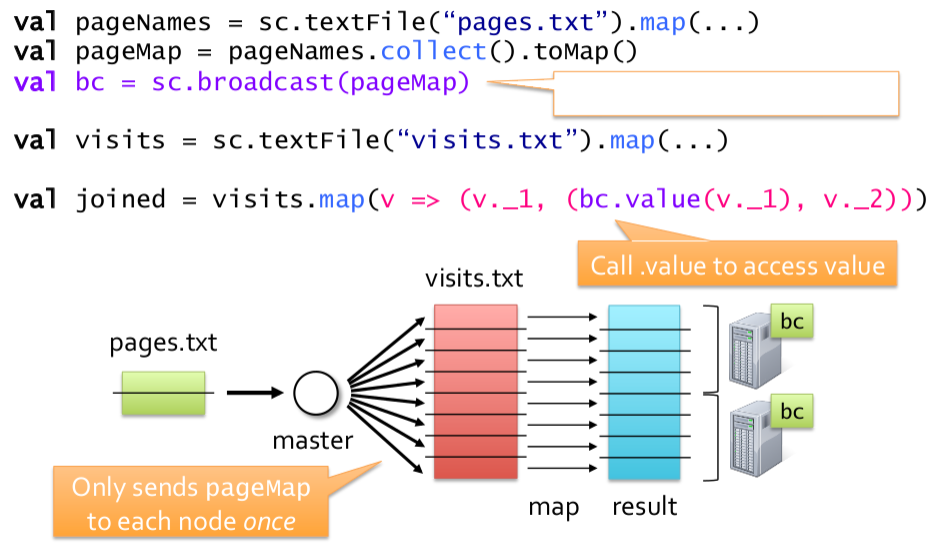 val pageNames = sc.textFile(“pages.txt”).map(...)
val pageMap = pageNames.collect().toMap()
val bc = sc.broadcast(pageMap)
val visits = sc.textFile(“visits.txt”).map(...)
val joined = visits.map(v => (v._1, (bc.value(v._1), v._2)))
Call .value to access value
visits.txt
bc
pages.txt
bc
master
Only sends pageMap
to each node once
map
result